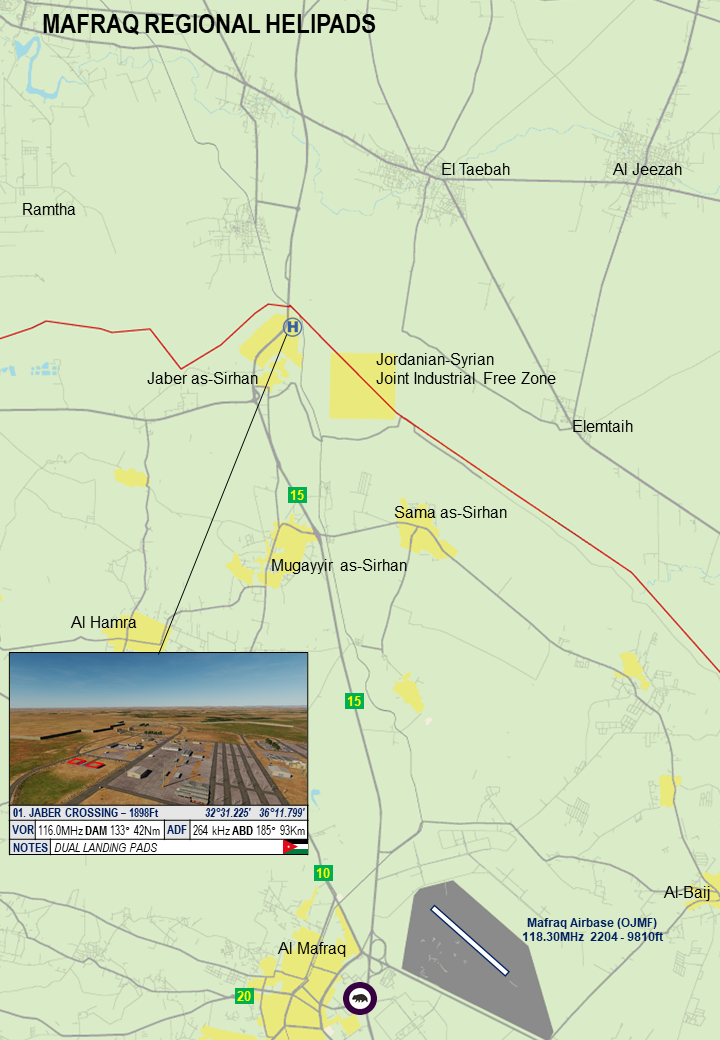 MAFRAQ REGIONAL HELIPADS
El Taebah
Al Jeezah
Ramtha
H
Jordanian-Syrian
Joint Industrial Free Zone
Jaber as-Sirhan
Elemtaih
15
Sama as-Sirhan
Mugayyir as-Sirhan
Al Hamra
15
01. JABER CROSSING – 1898Ft 32°31.225' 36°11.799'
VOR 116.0MHz DAM 133° 42Nm ADF 264 kHz ABD 185° 93Km
NOTES DUAL LANDING PADS
10
Al-Baij
Mafraq Airbase (OJMF)
118.30MHz 2204 - 9810ft
Al Mafraq
20